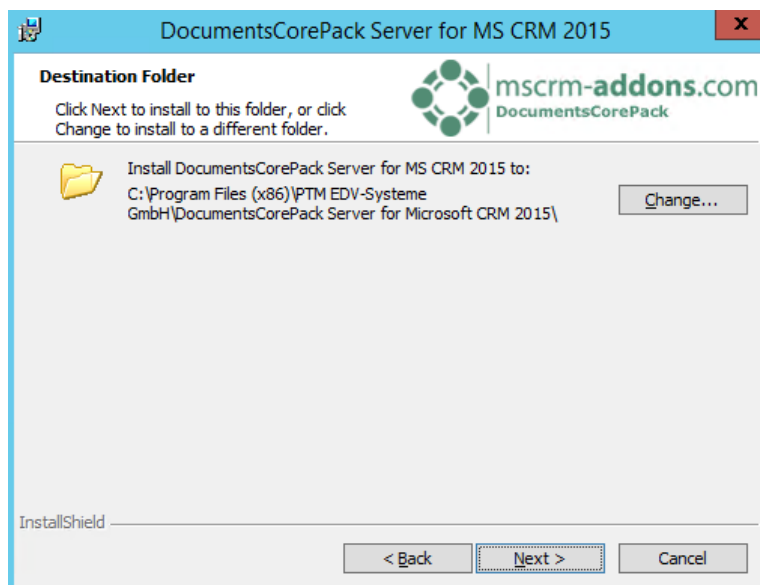 DocumentsCorePack Server for MS CRM 2015
x
Destination Folder
Click Next to install to this folder, or click
Change to install to a different folder.
mscrm-addons.com
DocumentsCorePack
Install DocumentsCorePack Server for MS CRM 2015 to:
C:\Program Files (x86)\PTM EDV-Systeme
GmbH\DocumentsCorePack Server for Microsoft CRM 2015\
Change...
InstallShield
< Back
Next >
Cancel